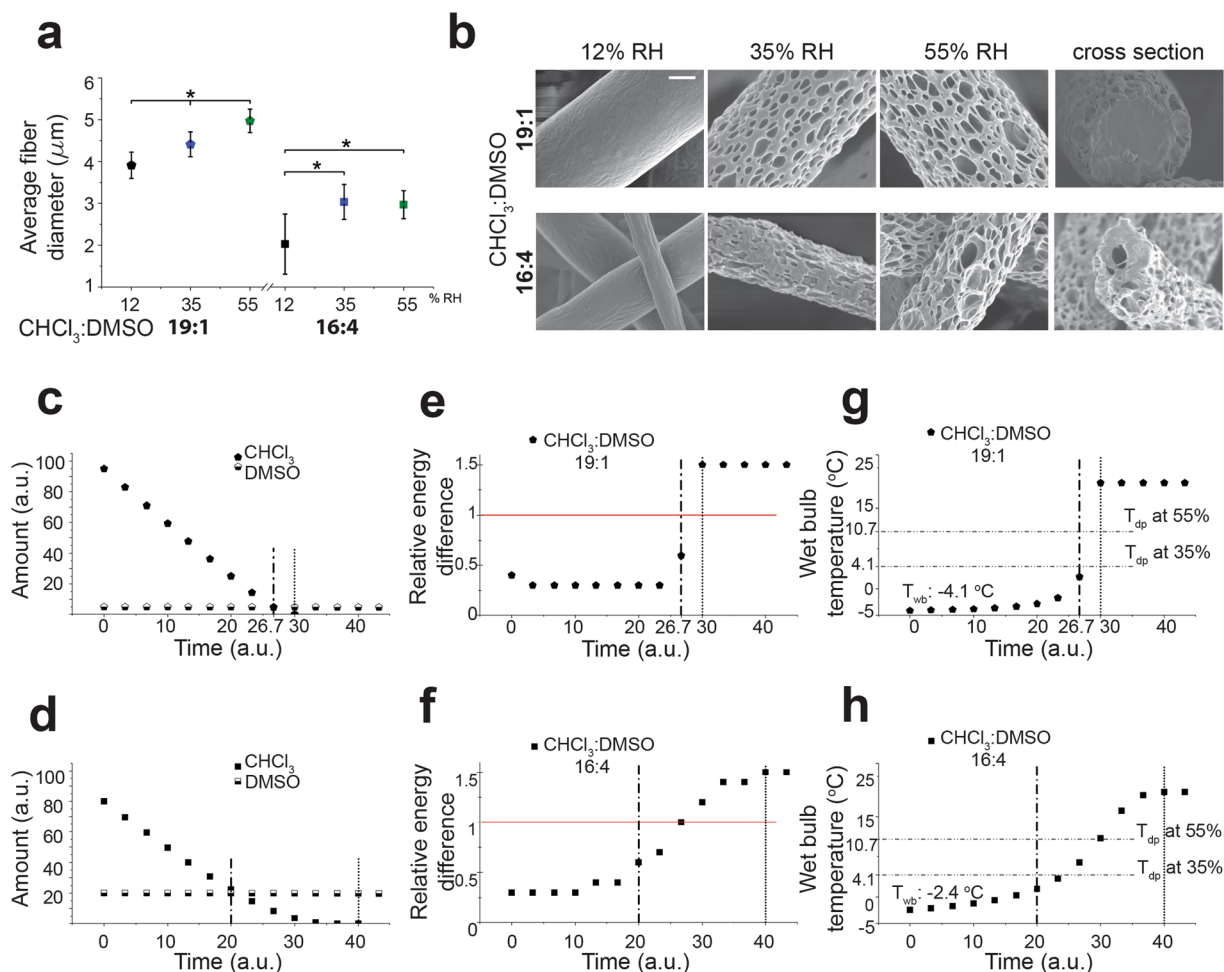 a
6
5
4
3
2
1
Average fiber
diameter (μm)
*
*
*
12 35 55 12 35 55 % RH
CHCl₃:DMSO 19:1 16:4
b
12% RH 35% RH 55% RH cross section
CHCl₃:DMSO
19:1
16:4
c
CHCl₃
DMSO
100
80
60
40
20
Amount (a.u.)
0 10 20 26.7 30 40
Time (a.u.)
e
CHCl₃:DMSO
19:1
1.5
1
0.5
0
Relative energy
difference
0 10 20 26.7 30 40
Time (a.u.)
g
CHCl₃:DMSO
19:1
25
15
10.7
4.1
0
-5
Wet bulb
temperature (°C)
T_dp at 55%
T_dp at 35%
T_wb: -4.1 °C
0 10 20 26.7 30 40
Time (a.u.)
d
CHCl₃
DMSO
100
80
60
40
20
Amount (a.u.)
0 10 20 30 40
Time (a.u.)
f
CHCl₃:DMSO
16:4
1.5
1
0.5
0
Relative energy
difference
0 10 20 30 40
Time (a.u.)
h
CHCl₃:DMSO
16:4
25
15
10.7
4.1
0
-5
Wet bulb
temperature (°C)
T_dp at 55%
T_dp at 35%
T_wb: -2.4 °C
0 10 20 30 40
Time (a.u.)